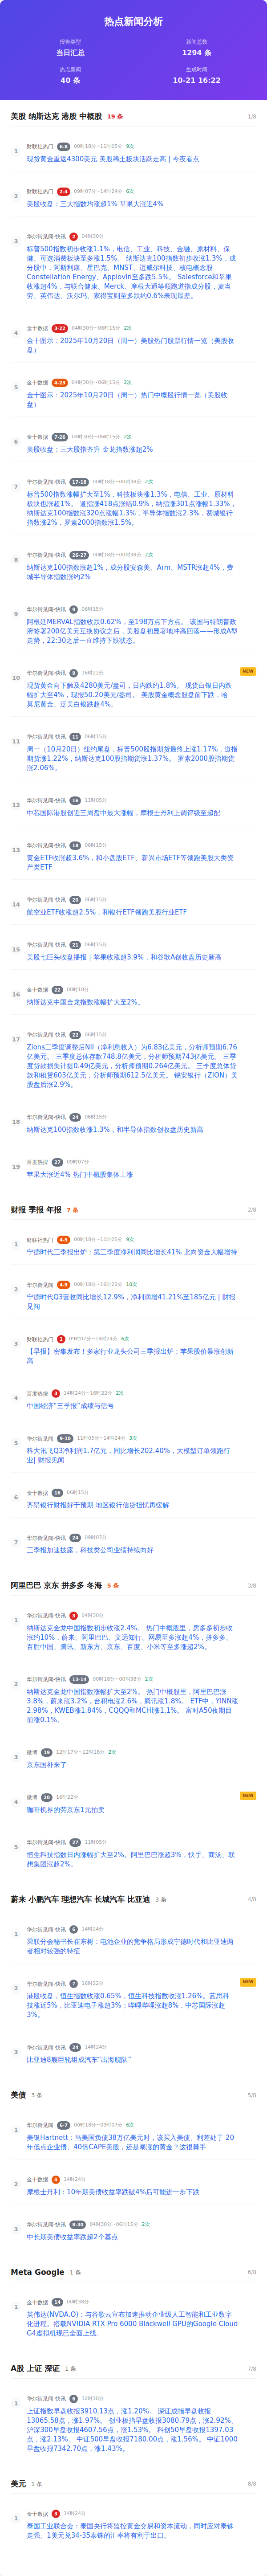 热点新闻分析
报告类型
新闻总数
当日汇总
1294 条
热点新闻
生成时间
40 条
10-21 16:22
美股 纳斯达克 港股 中概股 19 条 1/8
1
财联社热门 6-8 00时18分~11时05分 9次
现货黄金重返4300美元 美股稀土板块活跃走高 | 今夜看点
2
财联社热门 2-4 09时07分~14时24分 6次
美股收盘：三大指数均涨超1% 苹果大涨近4%
3
华尔街见闻-快讯 2 04时30分
标普500指数初步收涨1.1%，电信、工业、科技、金融、原材料、保
健、可选消费板块至多涨1.5%。 纳斯达克100指数初步收涨1.3%，成
分股中，阿斯利康、星巴克、MNST、迈威尔科技、核电概念股
Constellation Energy、Applovin至多跌5.5%。 Salesforce和苹果
收涨超4%，与联合健康、Merck、摩根大通等领跑道指成分股，麦当
劳、英伟达、沃尔玛、家得宝则至多跌约0.6%表现最差。
4
金十数据 3-22 04时30分~06时15分 2次
金十图示：2025年10月20日（周一）美股热门股票行情一览（美股收
盘）
5
金十数据 4-23 04时30分~06时15分 2次
金十图示：2025年10月20日（周一）热门中概股行情一览（美股收
盘）
6
金十数据 7-26 04时30分~06时15分 2次
美股收盘：三大股指齐升 金龙指数涨超2%
7
华尔街见闻-快讯 17-18 00时18分~00时38分 2次
标普500指数涨幅扩大至1%，科技板块涨1.3%，电信、工业、原材料
板块也涨超1%。 道指涨418点涨幅0.9%，纳指涨301点涨幅1.33%，
纳斯达克100指数涨320点涨幅1.3%，半导体指数涨2.3%，费城银行
指数涨2%，罗素2000指数涨1.5%。
8
华尔街见闻-快讯 26-27 00时18分~00时38分 2次
纳斯达克100指数涨超1%，成分股安森美、Arm、MSTR涨超4%，费
城半导体指数涨约2%
9
华尔街见闻-快讯 9 06时15分
阿根廷MERVAL指数收跌0.62%，至198万点下方点。 该国与特朗普政
府签署200亿美元互换协议之后，美股盘初显著地冲高回落——形成A型
走势，22:30之后一直维持下跌状态。
10
华尔街见闻-快讯 9 16时22分
NEW
现货黄金向下触及4280美元/盎司，日内跌约1.8%。 现货白银日内跌
幅扩大至4%，现报50.20美元/盎司。 美股黄金概念股盘前下跌，哈
莫尼黄金、泛美白银跌超4%。
11
华尔街见闻-快讯 11 06时15分
周一（10月20日）纽约尾盘，标普500股指期货最终上涨1.17%，道指
期货涨1.22%，纳斯达克100股指期货涨1.37%。 罗素2000股指期货
涨2.06%。
12
华尔街见闻-快讯 16 11时05分
中芯国际港股创近三周盘中最大涨幅，摩根士丹利上调评级至超配
13
华尔街见闻-快讯 18 06时15分
黄金ETF收涨超3.6%，和小盘股ETF、新兴市场ETF等领跑美股大类资
产类ETF
14
华尔街见闻-快讯 20 06时15分
航空业ETF收涨超2.5%，和银行ETF领跑美股行业ETF
15
华尔街见闻-快讯 21 06时15分
美股七巨头收盘播报｜苹果收涨超3.9%，和谷歌A创收盘历史新高
16
金十数据 22 00时18分
纳斯达克中国金龙指数涨幅扩大至2%。
17
华尔街见闻-快讯 22 06时15分
Zions三季度调整后NII（净利息收入）为6.83亿美元，分析师预期6.76
亿美元。 三季度总体存款748.8亿美元，分析师预期743亿美元。 三季
度贷款损失计提0.49亿美元，分析师预期0.264亿美元。 三季度总体贷
款和租赁603亿美元，分析师预期612.5亿美元。 锡安银行（ZION）美
股盘后涨2.9%。
18
华尔街见闻-快讯 24 06时15分
纳斯达克100指数收涨1.3%，和半导体指数创收盘历史新高
19
百度热搜 27 09时07分
苹果大涨近4% 热门中概股集体上涨
财报 季报 年报 7 条 2/8
1
财联社热门 4-5 00时18分~11时05分 9次
宁德时代三季报出炉：第三季度净利润同比增长41% 北向资金大幅增持
2
华尔街见闻 4-9 00时18分~16时22分 10次
宁德时代Q3营收同比增长12.9%，净利润增41.21%至185亿元 | 财报
见闻
3
财联社热门 1 09时07分~14时24分 6次
【早报】密集发布！多家行业龙头公司三季报出炉；苹果股价暴涨创新
高
4
百度热搜 3 14时24分~16时22分 2次
中国经济“三季报”成绩与信号
5
华尔街见闻 9-10 11时05分~14时24分 3次
科大讯飞Q3净利润1.7亿元，同比增长202.40%，大模型订单领跑行
业| 财报见闻
6
金十数据 16 06时15分
齐昂银行财报好于预期 地区银行信贷担忧再缓解
7
华尔街见闻-快讯 24 09时07分
三季报加速披露，科技类公司业绩持续向好
阿里巴巴 京东 拼多多 冬海 5 条 3/8
1
华尔街见闻-快讯 3 04时30分
纳斯达克金龙中国指数初步收涨2.4%。 热门中概股里，房多多初步收
涨约10%，蔚来、阿里巴巴、文远知行、网易至多涨超4%，拼多多、
百胜中国、腾讯、新东方、京东、百度、小米等至多涨超2%。
2
华尔街见闻-快讯 13-14 00时18分~00时38分 2次
纳斯达克金龙中国指数涨幅扩大至2%。 热门中概股里，阿里巴巴涨
3.8%，蔚来涨3.2%，台积电涨2.6%，腾讯涨1.8%。 ETF中，YINN涨
2.98%，KWEB涨1.84%，CQQQ和MCHI涨1.1%。 富时A50夜期目
前涨0.1%。
3
微博 19 12时17分~12时18分 2次
京东国补来了
4
微博 20 16时22分
NEW
咖啡机界的劳京东1元拍卖
5
华尔街见闻-快讯 27 11时05分
恒生科技指数日内涨幅扩大至2%。阿里巴巴涨超3%，快手、商汤、联
想集团涨超2%。
蔚来 小鹏汽车 理想汽车 长城汽车 比亚迪 3 条 4/8
1
华尔街见闻-快讯 6 14时24分
乘联分会秘书长崔东树：电池企业的竞争格局形成宁德时代和比亚迪两
者相对较强的特征
2
华尔街见闻-快讯 7 16时22分
NEW
港股收盘，恒生指数收涨0.65%，恒生科技指数收涨1.26%。蓝思科
技涨近5%，比亚迪电子涨超3%；哔哩哔哩涨超8%，中芯国际涨超
3%。
3
华尔街见闻-快讯 24 14时24分
比亚迪8艘巨轮组成汽车“出海舰队”
美债 3 条 5/8
1
华尔街见闻 6-7 00时18分~09时07分 6次
美银Hartnett：当美国负债38万亿美元时，该买入美债、利差处于 20
年低点企业债、40倍CAPE美股，还是暴涨的黄金？这很棘手
2
金十数据 4 14时24分
摩根士丹利：10年期美债收益率跌破4%后可能进一步下跌
3
华尔街见闻-快讯 8-30 04时30分~06时15分 2次
中长期美债收益率跌超2个基点
Meta Google 1 条 6/8
1
金十数据 14 00时38分
英伟达(NVDA.O)：与谷歌云宣布加速推动企业级人工智能和工业数字
化进程。搭载NVIDIA RTX Pro 6000 Blackwell GPU的Google Cloud
G4虚拟机现已全面上线。
A股 上证 深证 1 条 7/8
1
华尔街见闻-快讯 6 12时18分
上证指数早盘收报3910.13点，涨1.20%。 深证成指早盘收报
13065.58点，涨1.97%。 创业板指早盘收报3080.79点，涨2.92%。
沪深300早盘收报4607.56点，涨1.53%。 科创50早盘收报1397.03
点，涨2.13%。 中证500早盘收报7180.00点，涨1.56%。 中证1000
早盘收报7342.70点，涨1.43%。
美元 1 条 8/8
1
金十数据 3 14时24分
泰国工业联合会：泰国央行将监控黄金交易和资本流动，同时应对泰铢
走强。1美元兑34-35泰铢的汇率将有利于出口。